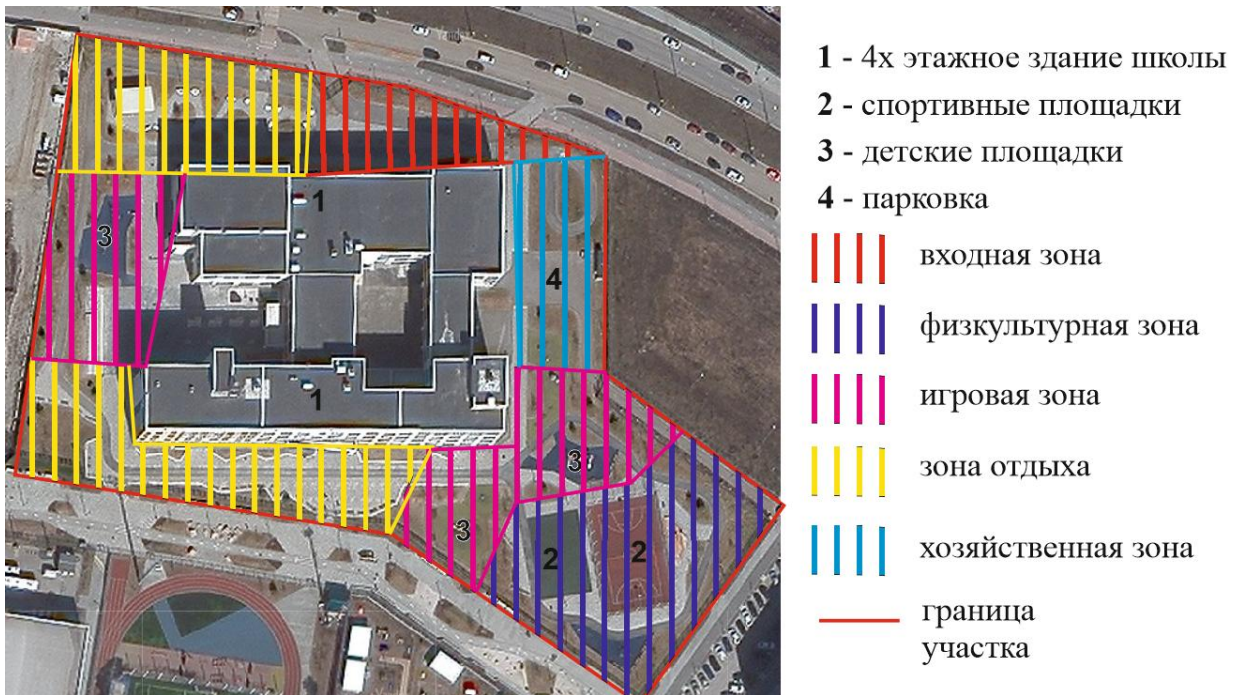 Yandex
1 - 4х этажное здание школы
2 - спортивные площадки
3 - детские площадки
4 - парковка
входная зона
физкультурная зона
игровая зона
зона отдыха
хозяйственная зона
граница
участка
1
3
4
1
3
3
2
2